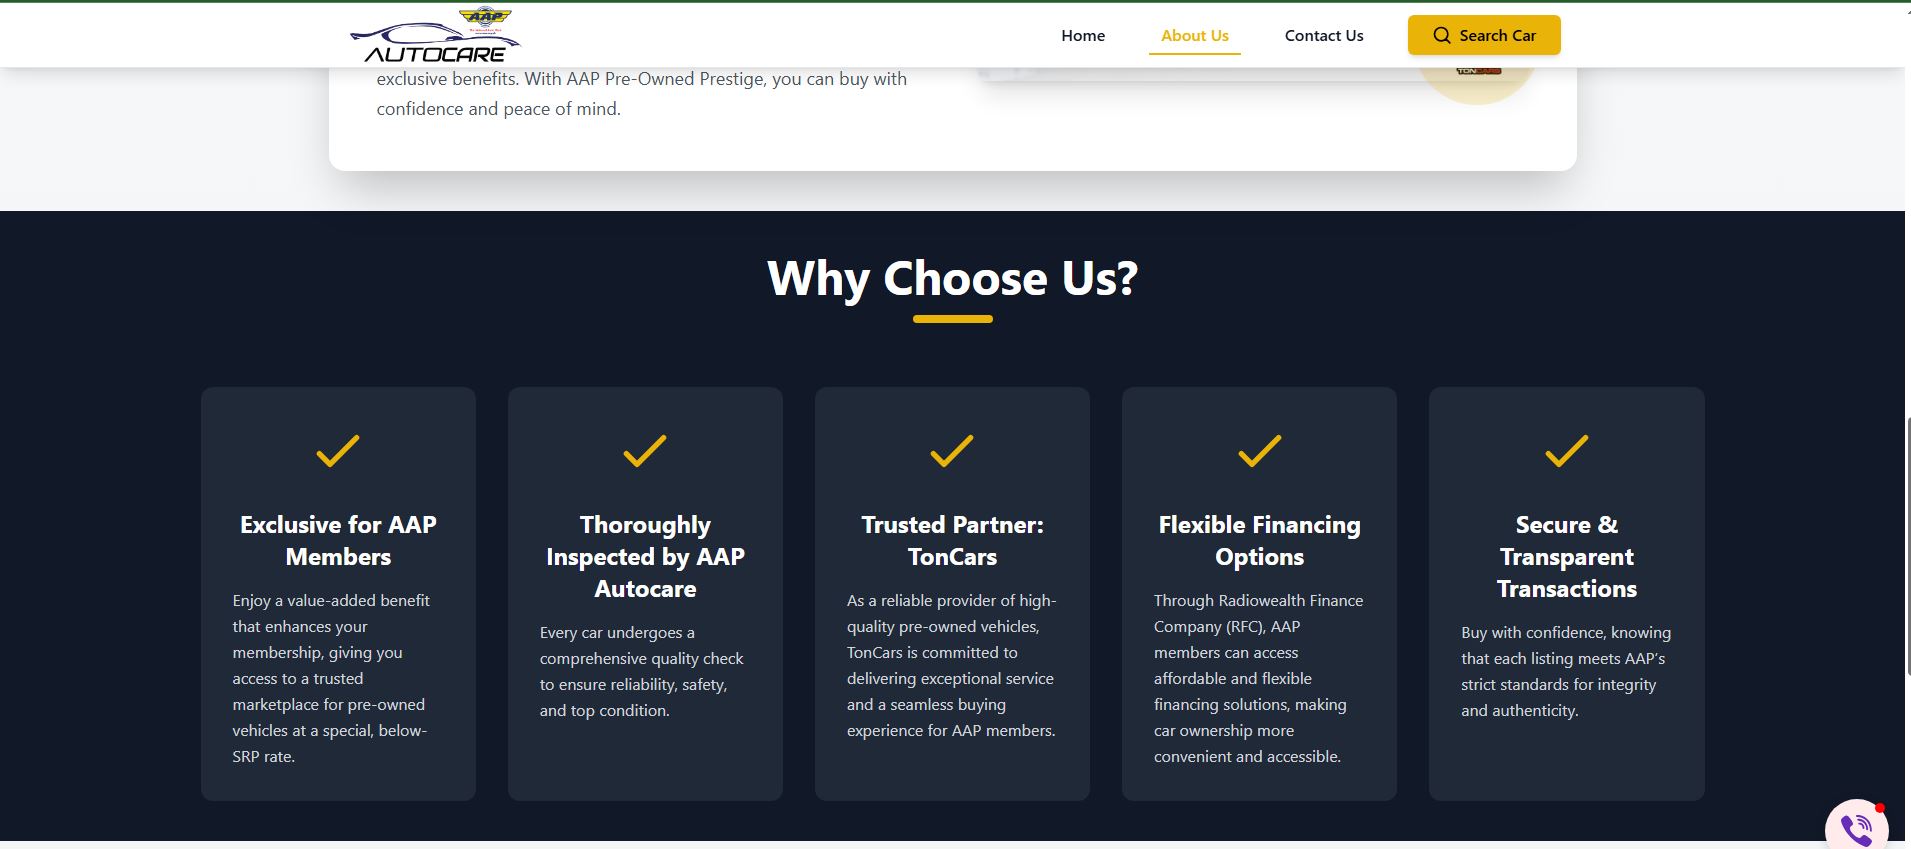 AAP
AUTOCARE
Home
About Us
Contact Us
Search Car
exclusive benefits. With AAP Pre-Owned Prestige, you can buy with
confidence and peace of mind.
TONCARS
Why Choose Us?
Exclusive for AAP
Members
Enjoy a value-added benefit
that enhances your
membership, giving you
access to a trusted
marketplace for pre-owned
vehicles at a special, below-
SRP rate.
Thoroughly
Inspected by AAP
Autocare
Every car undergoes a
comprehensive quality check
to ensure reliability, safety,
and top condition.
Trusted Partner:
TonCars
As a reliable provider of high-
quality pre-owned vehicles,
TonCars is committed to
delivering exceptional service
and a seamless buying
experience for AAP members.
Flexible Financing
Options
Through Radiowealth Finance
Company (RFC), AAP
members can access
affordable and flexible
financing solutions, making
car ownership more
convenient and accessible.
Secure &
Transparent
Transactions
Buy with confidence, knowing
that each listing meets AAP’s
strict standards for integrity
and authenticity.